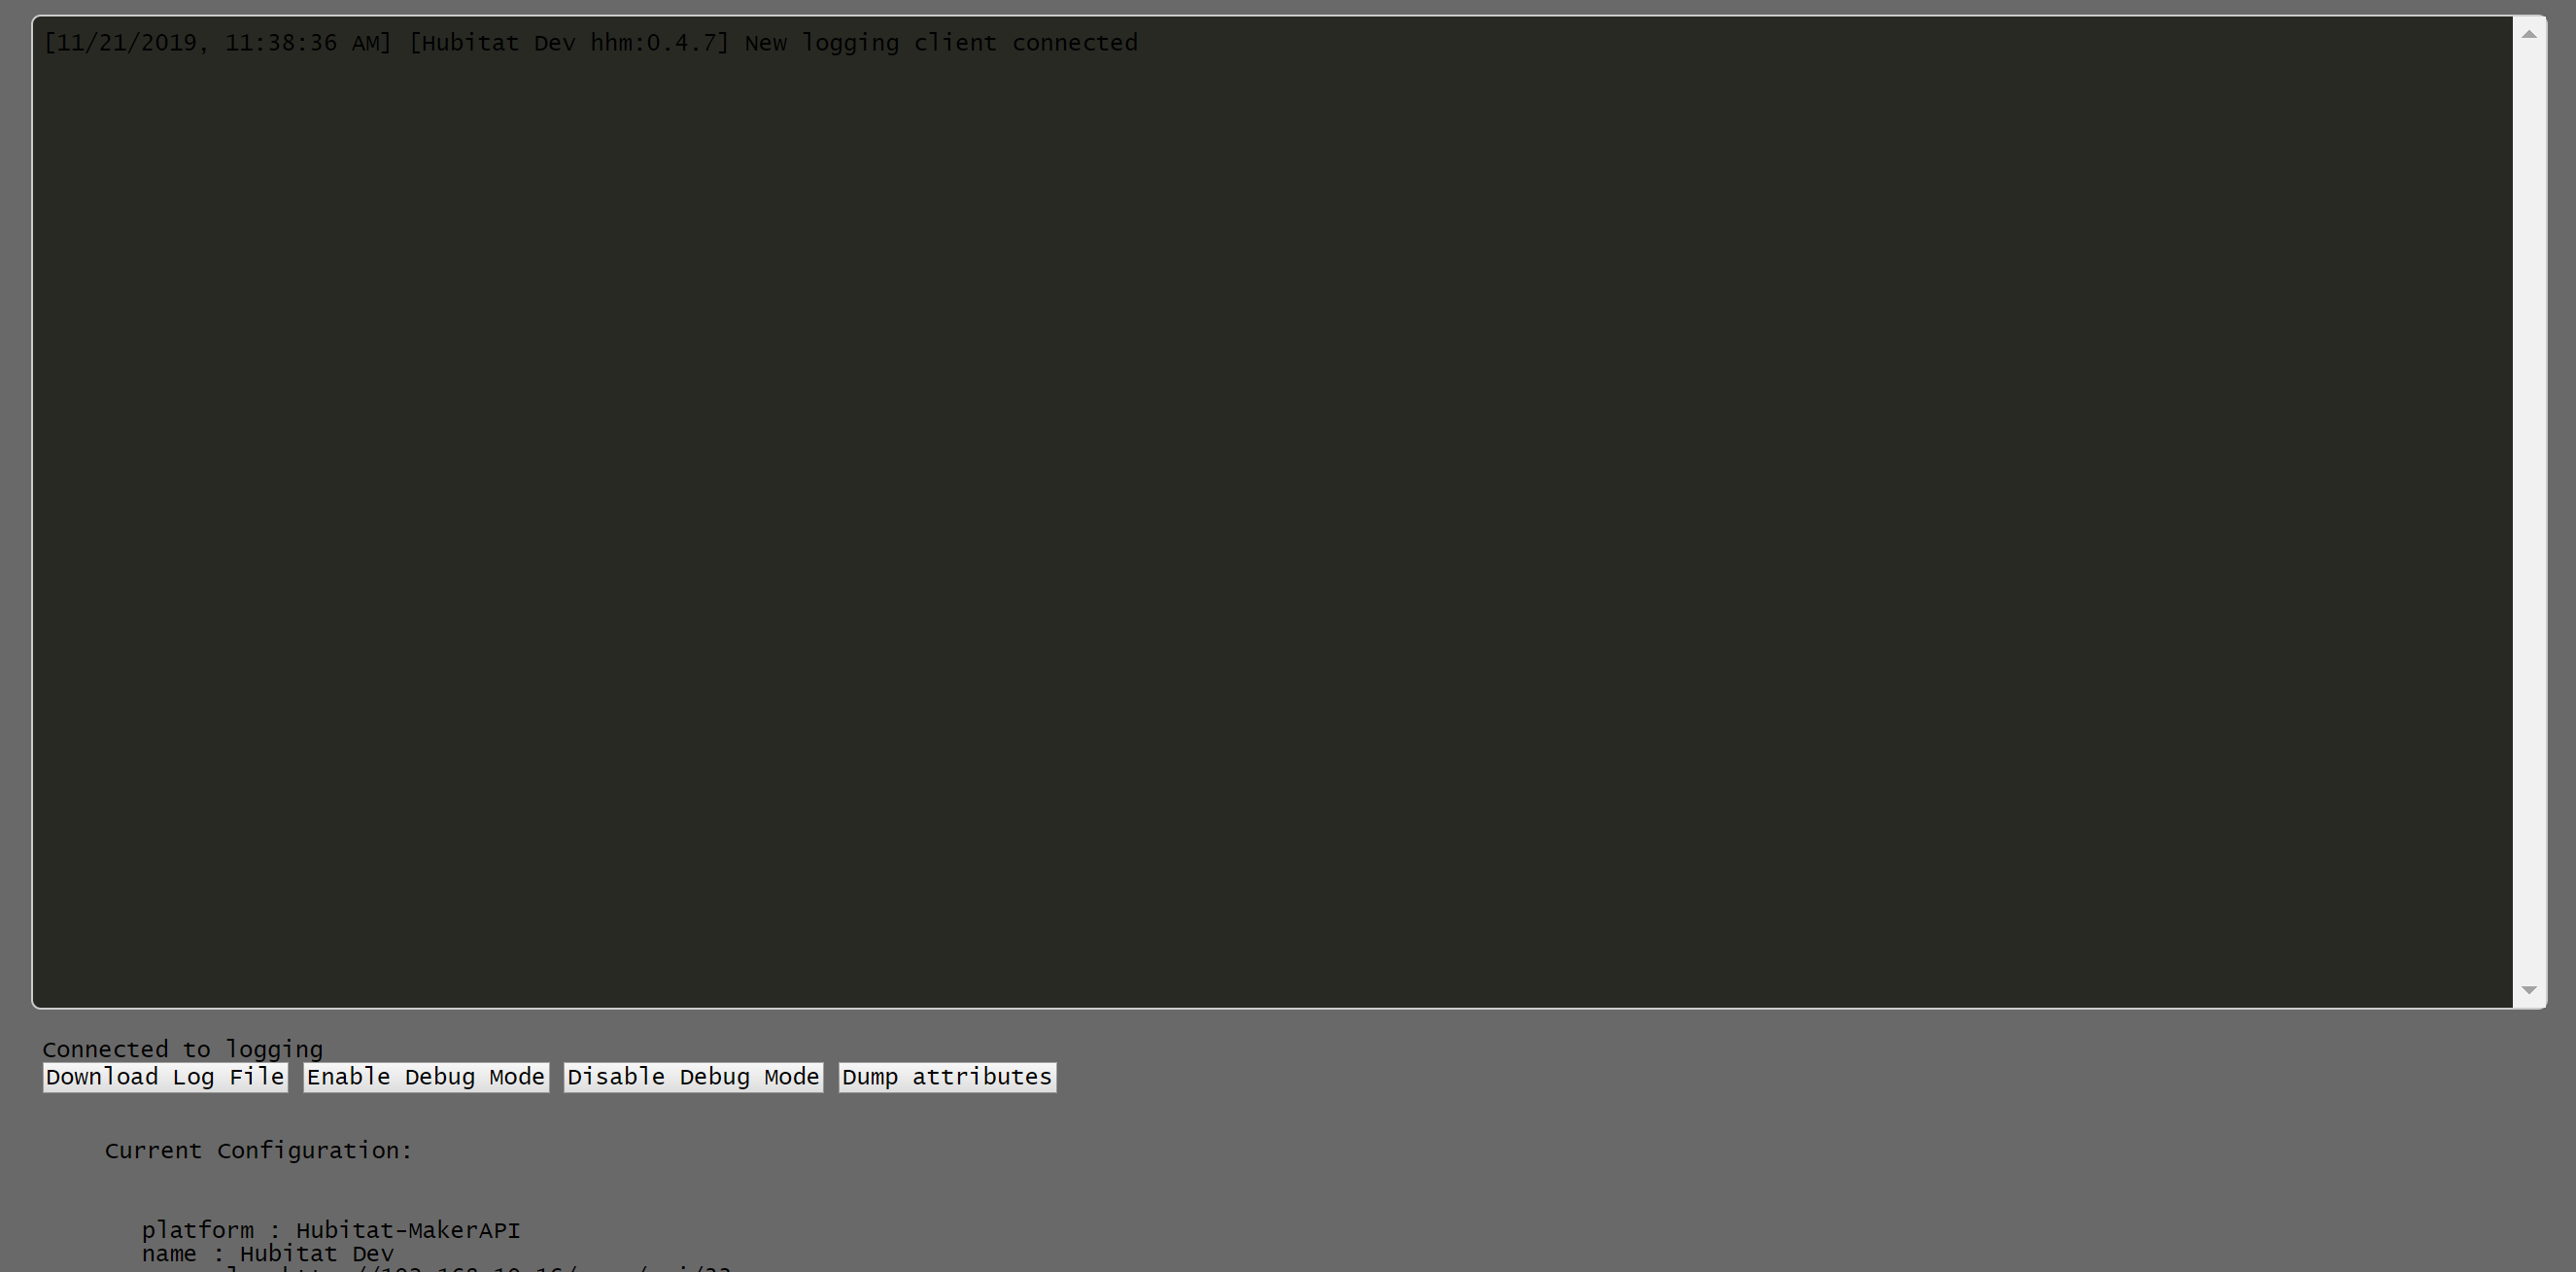 [11/21/2019, 11:38:36 AM] [Hubitat Dev hhm:0.4.7] New logging client connected
Connected to logging
Download Log File Enable Debug Mode Disable Debug Mode Dump attributes
Current Configuration:
platform : Hubitat-MakerAPI
name : Hubitat Dev